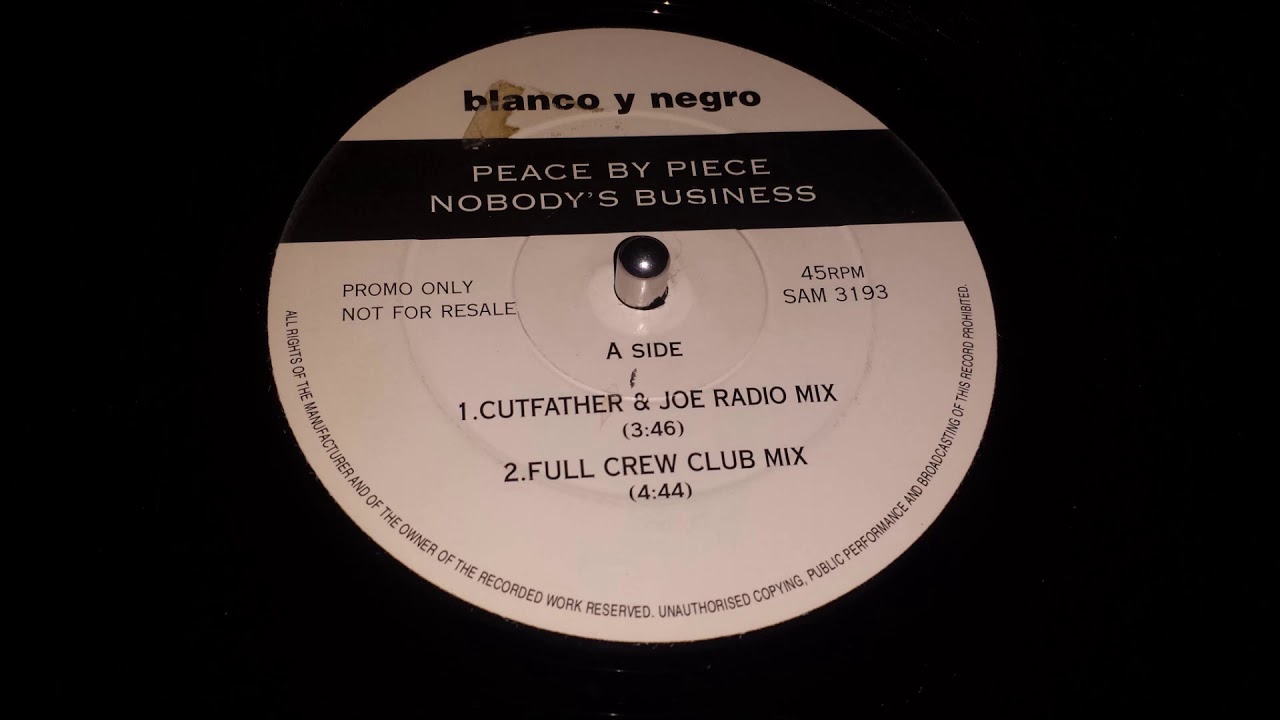 blanco y negro
PEACE BY PIECE
NOBODY'S BUSINESS
PROMO ONLY
NOT FOR RESALE
45RPM
SAM 3193
A SIDE
1.CUTFATHER & JOE RADIO MIX
(3:46)
2.FULL CREW CLUB MIX
(4:44)
ALL RIGHTS OF THE MANUFACTURER AND OF THE OWNER OF THE RECORDED WORK RESERVED. UNAUTHORISED COPYING, PUBLIC PERFORMANCE AND BROADCASTING OF THIS RECORD PROHIBITED.